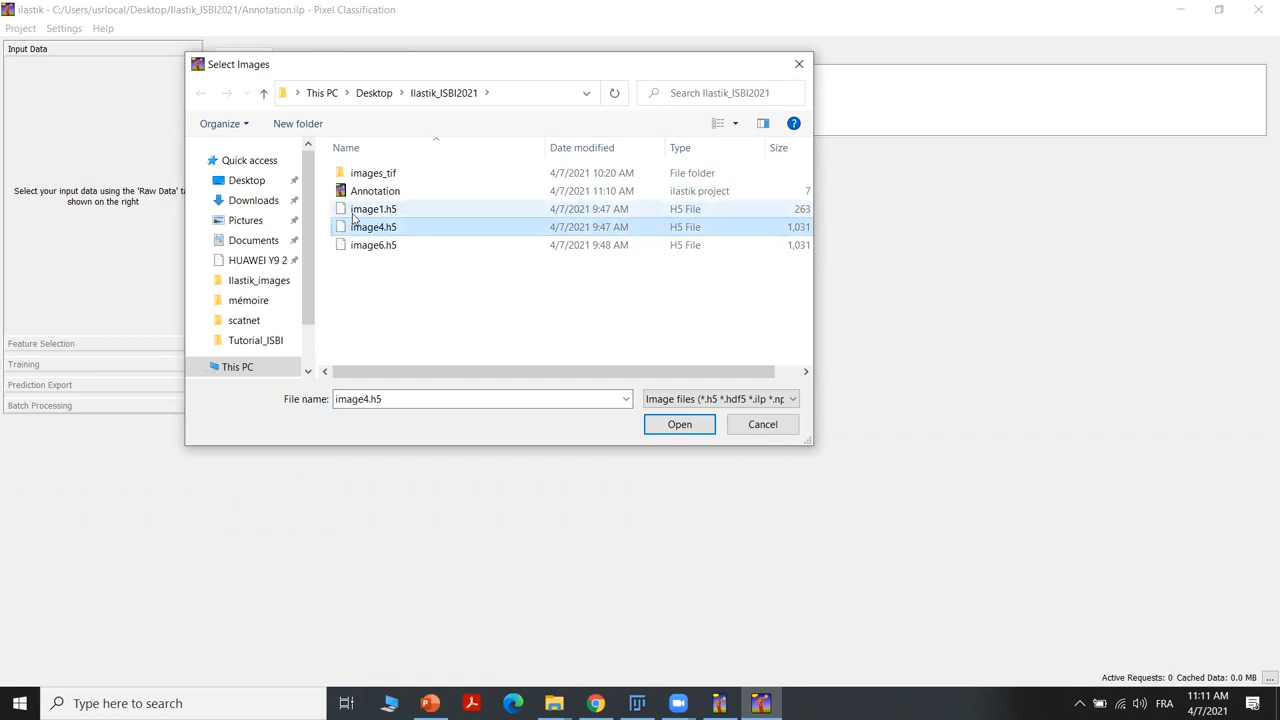 ilastik - C:/Users/usrlocal/Desktop/Ilastik_ISBI2021/Annotation.ilp - Pixel Classification
Project Settings Help
Input Data
Select your input data using the 'Raw Data' ta
shown on the right
Feature Selection
Training
Prediction Export
Batch Processing
Select Images
This PC > Desktop > Ilastik_ISBI2021 >
Search Ilastik_ISBI2021
Organize New folder
Quick access
Desktop
Downloads
Pictures
Documents
HUAWEI Y9 2
Ilastik_images
mémoire
scatnet
Tutorial_ISBI
This PC
Name Date modified Type Size
images_tif 4/7/2021 10:20 AM File folder
Annotation 4/7/2021 11:10 AM ilastik project 7
image1.h5 4/7/2021 9:47 AM H5 File 263
image4.h5 4/7/2021 9:47 AM H5 File 1,031
image6.h5 4/7/2021 9:48 AM H5 File 1,031
File name: image4.h5
Image files (*.h5 *.hdf5 *.ilp *.np
Open Cancel
Active Requests: 0 Cached Data: 0.0 MB ...
Type here to search
FRA
11:11 AM
4/7/2021